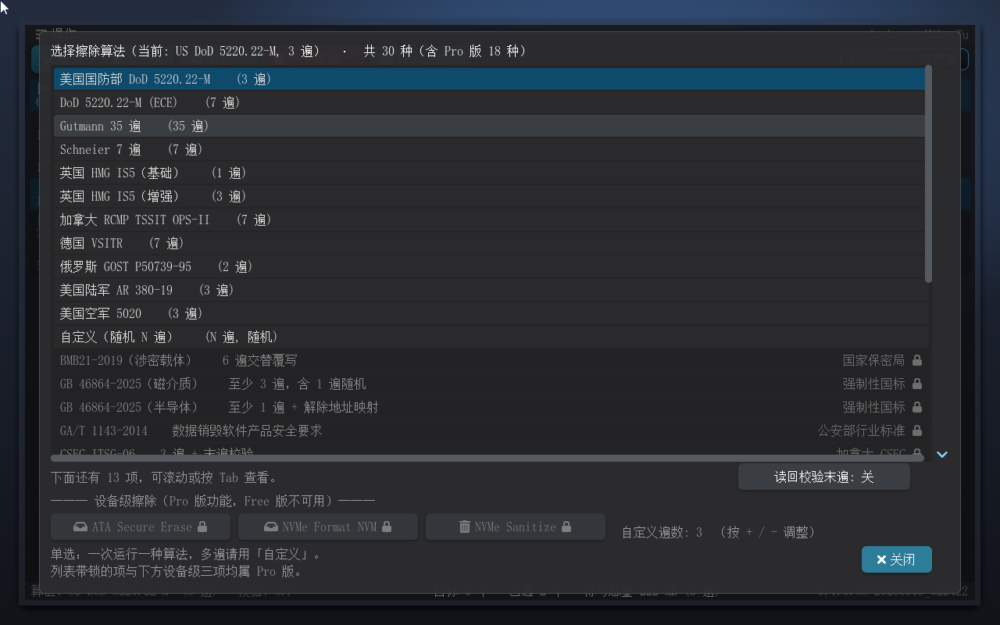 选择擦除算法（当前: US DoD 5220.22-M, 3 遍） · 共 30 种（含 Pro 版 18 种）
美国国防部 DoD 5220.22-M (3 遍)
DoD 5220.22-M (ECE) (7 遍)
Gutmann 35 遍 (35 遍)
Schneier 7 遍 (7 遍)
英国 HMG IS5（基础） (1 遍)
英国 HMG IS5（增强） (3 遍)
加拿大 RCMP TSSIT OPS-II (7 遍)
德国 VSITR (7 遍)
俄罗斯 GOST P50739-95 (2 遍)
美国陆军 AR 380-19 (3 遍)
美国空军 5020 (3 遍)
自定义（随机 N 遍） (N 遍, 随机)
BMB21-2019（涉密载体） 6 遍交替覆写 国家保密局
GB 46864-2025（磁介质） 至少 3 遍，含 1 遍随机 强制性国标
GB 46864-2025（半导体） 至少 1 遍 + 解除地址映射 强制性国标
GA/T 1143-2014 数据销毁软件产品安全要求 公安部行业标准
CSEC ITSG-06 3 遍 + 末遍校验 加拿大 CSEC
下面还有 13 项，可滚动或按 Tab 查看。
读回校验末遍: 关
——— 设备级擦除（Pro 版功能，Free 版不可用）———
ATA Secure Erase NVMe Format NVM NVMe Sanitize
自定义遍数: 3 （按 + / - 调整）
单选: 一次运行一种算法，多遍请用「自定义」。
列表带锁的项与下方设备级三项均属 Pro 版。
关闭